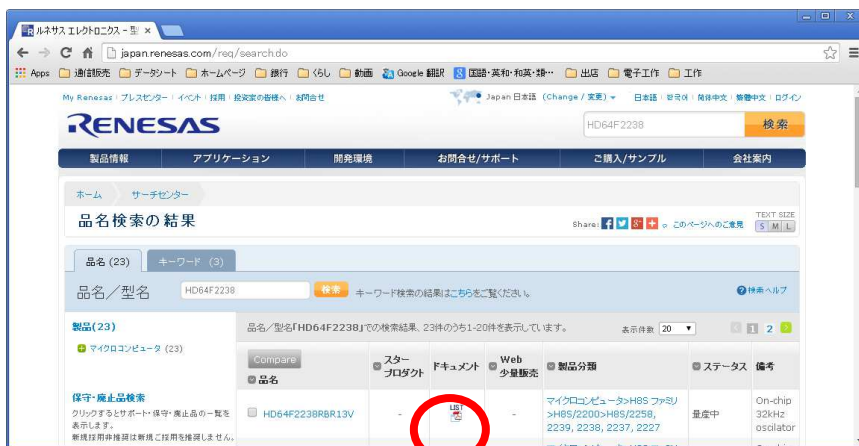 ルネサス エレクトロニクス - 型
japan.renesas.com/req/search.do
Apps 通信販売 データシート ホームページ 銀行 くらし 動画 Google 翻訳 国語・英和・和英・類… 出店 電子工作 工作
My Renesas プレスセンター イベント 採用 投資家の皆様へ お問合せ Japan 日本語 (Change / 変更) 日本語 한국어 简体中文 繁體中文 ログイン
RENESAS HD64F2238 検索
製品情報 アプリケーション 開発環境 お問合せ/サポート ご購入/サンプル 会社案内
ホーム サーチセンター
品名検索の結果 Share: このページへのご意見 TEXT SIZE
S M L
品名 (23) キーワード (3)
品名／型名 HD64F2238 検索 キーワード検索の結果はこちらをご覧ください。 検索ヘルプ
製品(23) 品名／型名「HD64F2238」での検索結果、23件のうち1-20件を表示しています。 表示件数 20 1 2
マイクロコンピュータ (23)
Compare
品名 スター
プロダクト ドキュメント Web
少量販売 製品分類 ステータス 備考
保守・廃止品検索
クリックするとサポート・保守・廃止品の一覧を
表示します。
新規採用非推奨は新規ご採用を推奨しません。
HD64F2238RBR13V - LIST - マイクロコンピュータ>H8S ファミリ
>H8S/2200>H8S/2258,
2239, 2238, 2237, 2227 量産中 On-chip
32kHz
oscilator